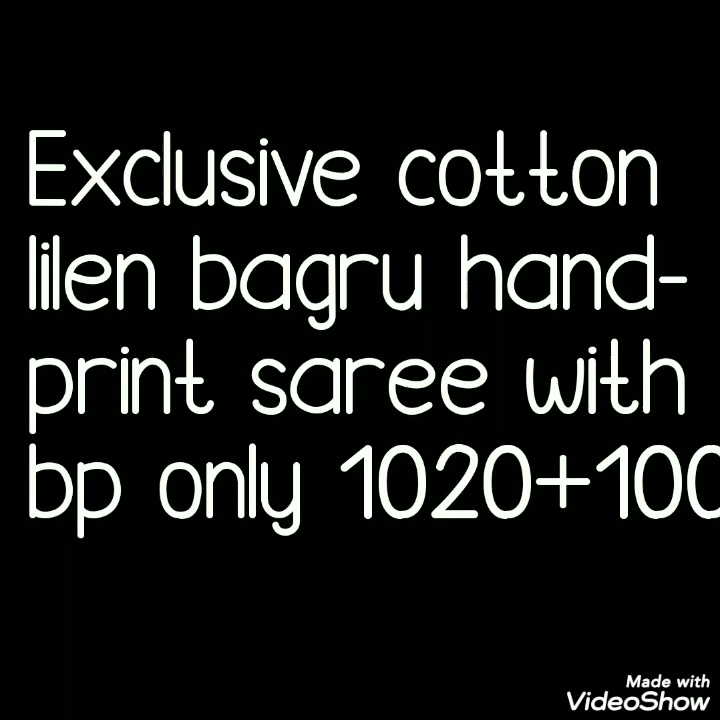 Exclusive cotton
lilen bagru hand-
print saree with
bp only 1020+100
Made with
VideoShow